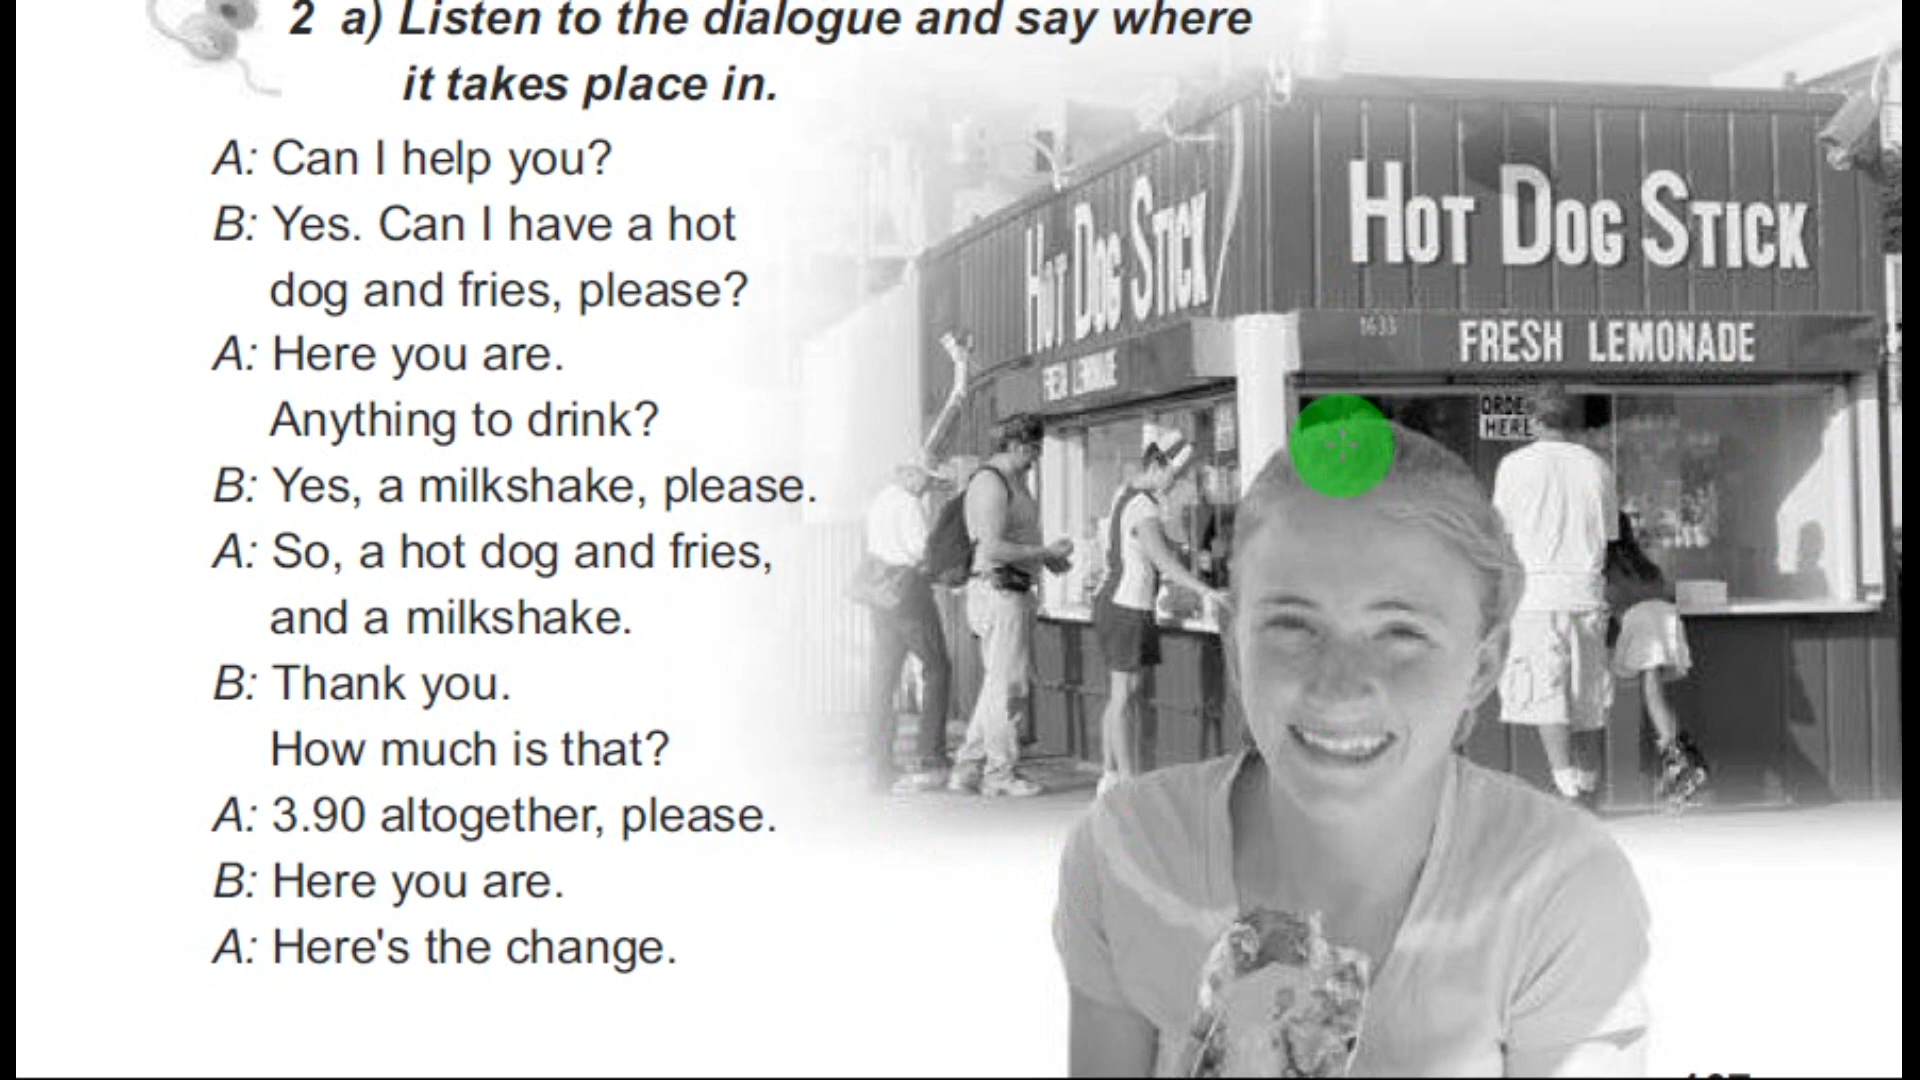 2 a) Listen to the dialogue and say where
it takes place in.
A: Can I help you?
B: Yes. Can I have a hot
dog and fries, please?
A: Here you are.
Anything to drink?
B: Yes, a milkshake, please.
A: So, a hot dog and fries,
and a milkshake.
B: Thank you.
How much is that?
A: 3.90 altogether, please.
B: Here you are.
A: Here's the change.
HOT DOG STICK
FRESH LEMONADE
HOT DOG STICK
1633
FRESH LEMONADE
ORDER
HERE